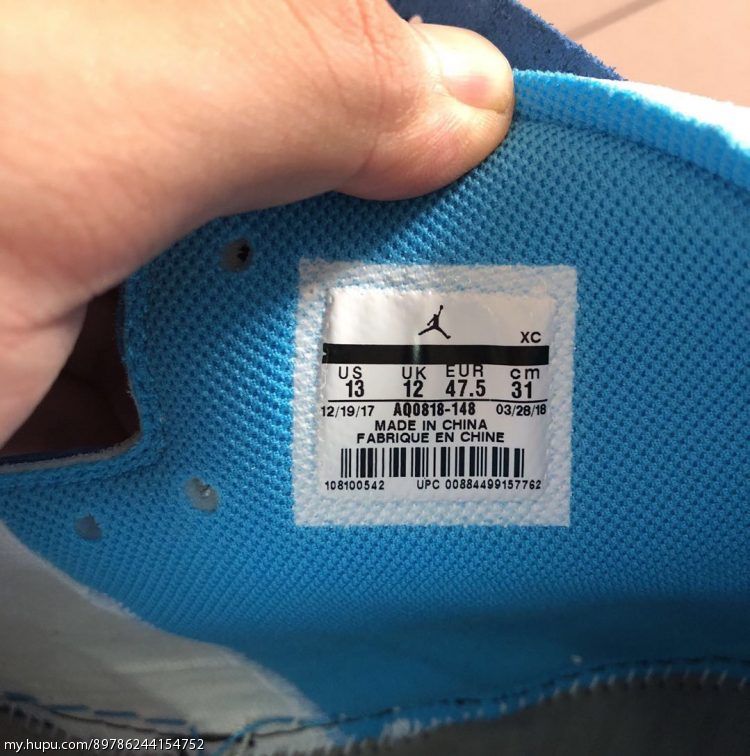 XC
US UK EUR cm
13 12 47.5 31
12/19/17 AQ0818-148 03/28/18
MADE IN CHINA
FABRIQUE EN CHINE
108100542 UPC 00884499157762
my.hupu.com/89786244154752